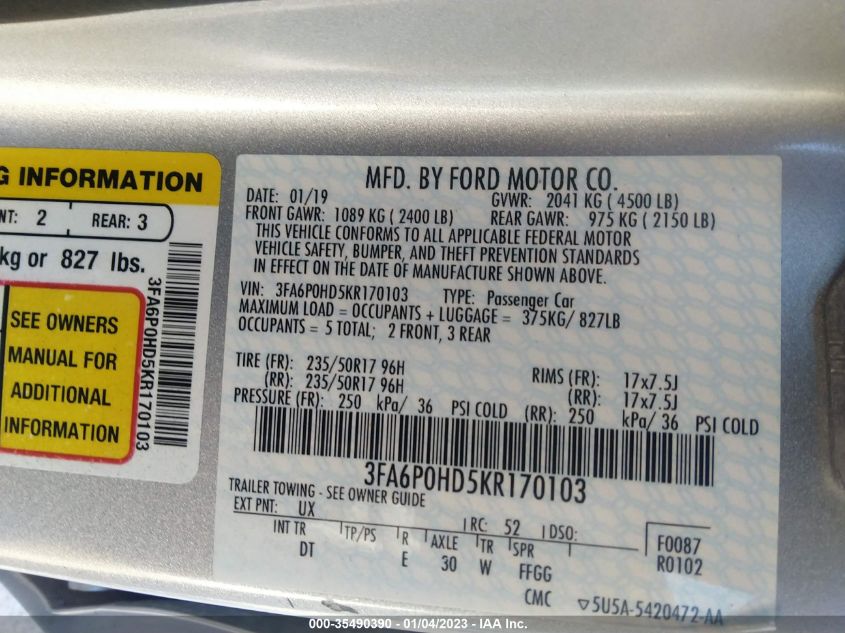 G INFORMATION
NT: 2 REAR: 3
kg or 827 lbs.
SEE OWNERS
MANUAL FOR
ADDITIONAL
INFORMATION
3FA6P0HD5KR170103
MFD. BY FORD MOTOR CO.
DATE: 01/19 GVWR: 2041 KG ( 4500 LB)
FRONT GAWR: 1089 KG ( 2400 LB) REAR GAWR: 975 KG ( 2150 LB)
THIS VEHICLE CONFORMS TO ALL APPLICABLE FEDERAL MOTOR
VEHICLE SAFETY, BUMPER, AND THEFT PREVENTION STANDARDS
IN EFFECT ON THE DATE OF MANUFACTURE SHOWN ABOVE.
VIN: 3FA6P0HD5KR170103 TYPE: Passenger Car
MAXIMUM LOAD = OCCUPANTS + LUGGAGE = 375KG/ 827LB
OCCUPANTS = 5 TOTAL; 2 FRONT, 3 REAR
TIRE (FR): 235/50R17 96H RIMS (FR): 17x7.5J
(RR): 235/50R17 96H (RR): 17x7.5J
PRESSURE (FR): 250 kPa/ 36 PSI COLD (RR): 250 kPa/ 36 PSI COLD
3FA6P0HD5KR170103
TRAILER TOWING - SEE OWNER GUIDE
EXT PNT: UX RC: 52 DSO: F0087
INT TR TP/PS R AXLE TR SPR R0102
DT E 30 W FFGG
CMC ▽5U5A-5420472-AA
000-35490390 - 01/04/2023 - IAA Inc.